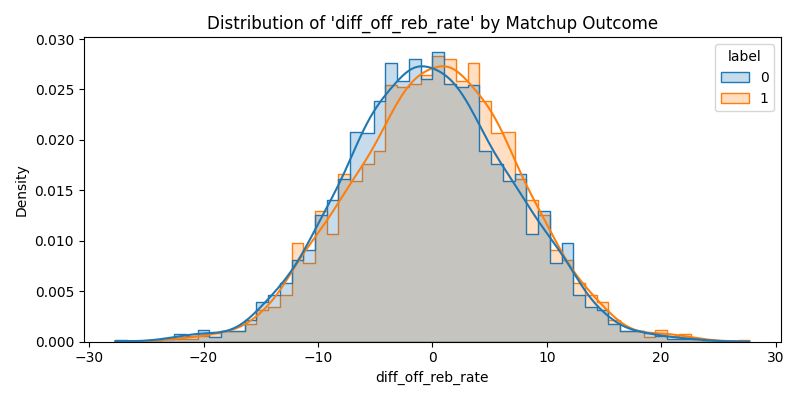 Distribution of 'diff_off_reb_rate' by Matchup Outcome
label
0
1
Density
0.030
0.025
0.020
0.015
0.010
0.005
0.000
−30 −20 −10 0 10 20 30
diff_off_reb_rate